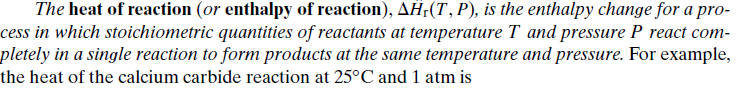 The heat of reaction (or enthalpy of reaction), ΔĤr(T, P), is the enthalpy change for a pro-
cess in which stoichiometric quantities of reactants at temperature T and pressure P react com-
pletely in a single reaction to form products at the same temperature and pressure. For example,
the heat of the calcium carbide reaction at 25°C and 1 atm is